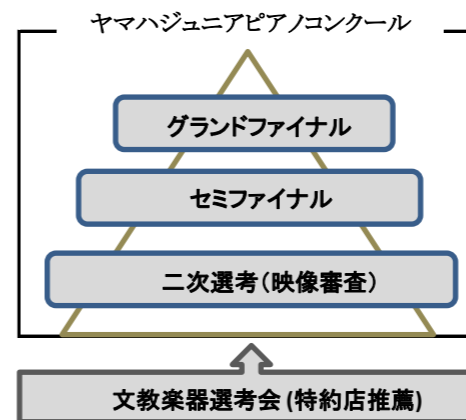 ヤマハジュニアピアノコンクール
グランドファイナル
セミファイナル
二次選考(映像審査)
文教楽器選考会(特約店推薦)